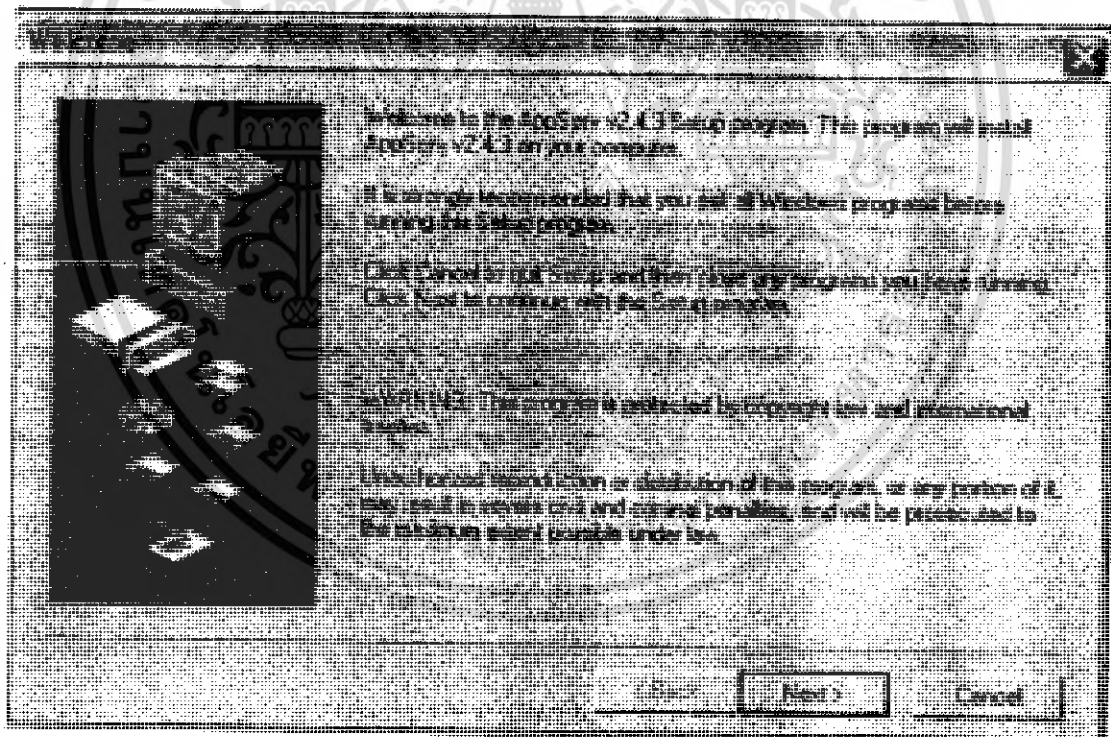 Welcome
Welcome to the AppServ v2.4.3 Setup program. This program will install
AppServ v2.4.3 on your computer.
It is strongly recommended that you exit all Windows programs before
running this Setup program.
Click Cancel to quit Setup and then close any programs you have running.
Click Next to continue with the Setup program.
This program is protected by copyright law and international
treaties.
Unauthorized reproduction or distribution of this program, or any portion of it,
may result in severe civil and criminal penalties, and will be prosecuted to
the maximum extent possible under law.
< Back
Next >
Cancel